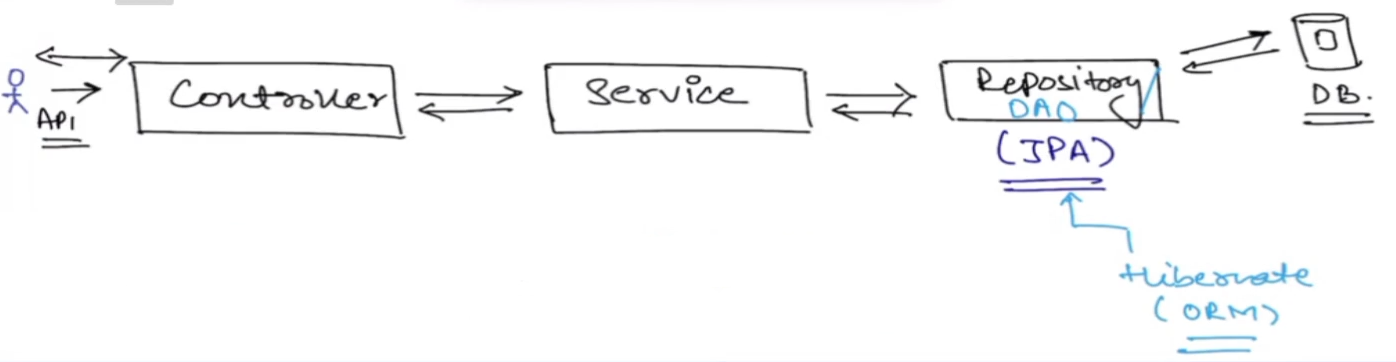 API
Controller
Service
Repository
DAO
(JPA)
DB.
Hibernate
(ORM)